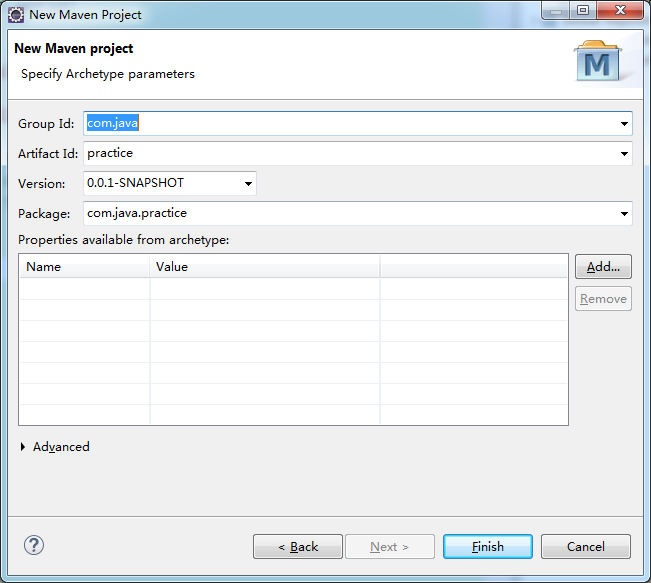 New Maven Project
New Maven project
Specify Archetype parameters
M
Group Id: com.java
Artifact Id: practice
Version: 0.0.1-SNAPSHOT
Package: com.java.practice
Properties available from archetype:
Name Value
Add...
Remove
Advanced
? < Back Next > Finish Cancel